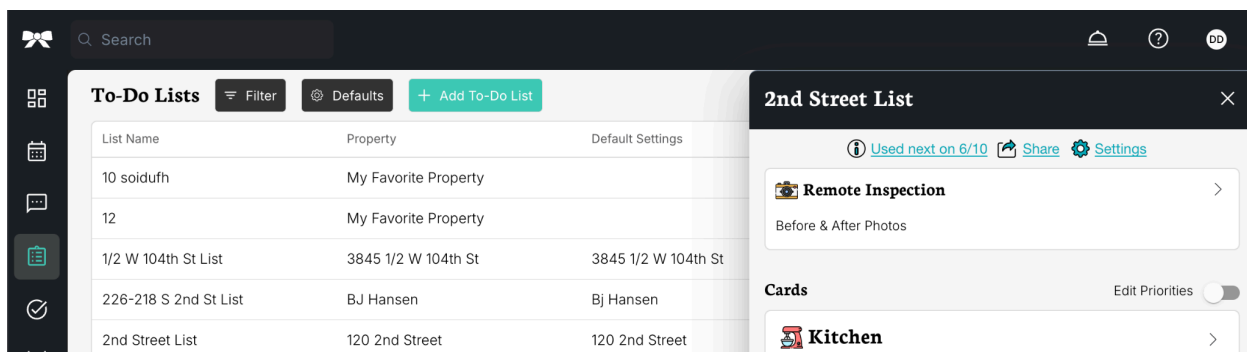 Search
DD
To-Do Lists Filter Defaults + Add To-Do List
List Name Property Default Settings
10 soidufh My Favorite Property
12 My Favorite Property
1/2 W 104th St List 3845 1/2 W 104th St 3845 1/2 W 104th St
226-218 S 2nd St List BJ Hansen Bj Hansen
2nd Street List 120 2nd Street 120 2nd Street
2nd Street List
Used next on 6/10 Share Settings
Remote Inspection
Before & After Photos
Cards Edit Priorities
Kitchen